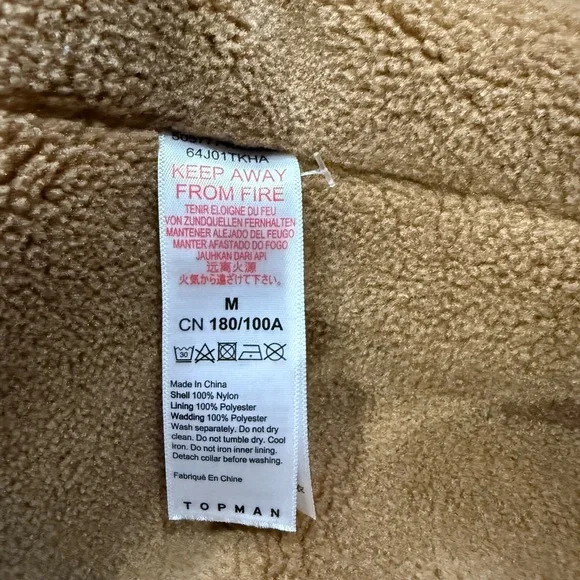 64J01TKHA
KEEP AWAY
FROM FIRE
TENIR ELOIGNE DU FEU
VON ZUNDQUELLEN FERNHALTEN
MANTENER ALEJADO DEL FEUGO
MANTER AFASTADO DO FOGO
JAUHKAN DARI API
远离火源
火気から遠ざけて下さい。
M
CN 180/100A
30
Made In China
Shell 100% Nylon
Lining 100% Polyester
Wadding 100% Polyester
Wash separately. Do not dry
clean. Do not tumble dry. Cool
iron. Do not iron inner lining.
Detach collar before washing.
Fabriqué En Chine
TOPMAN